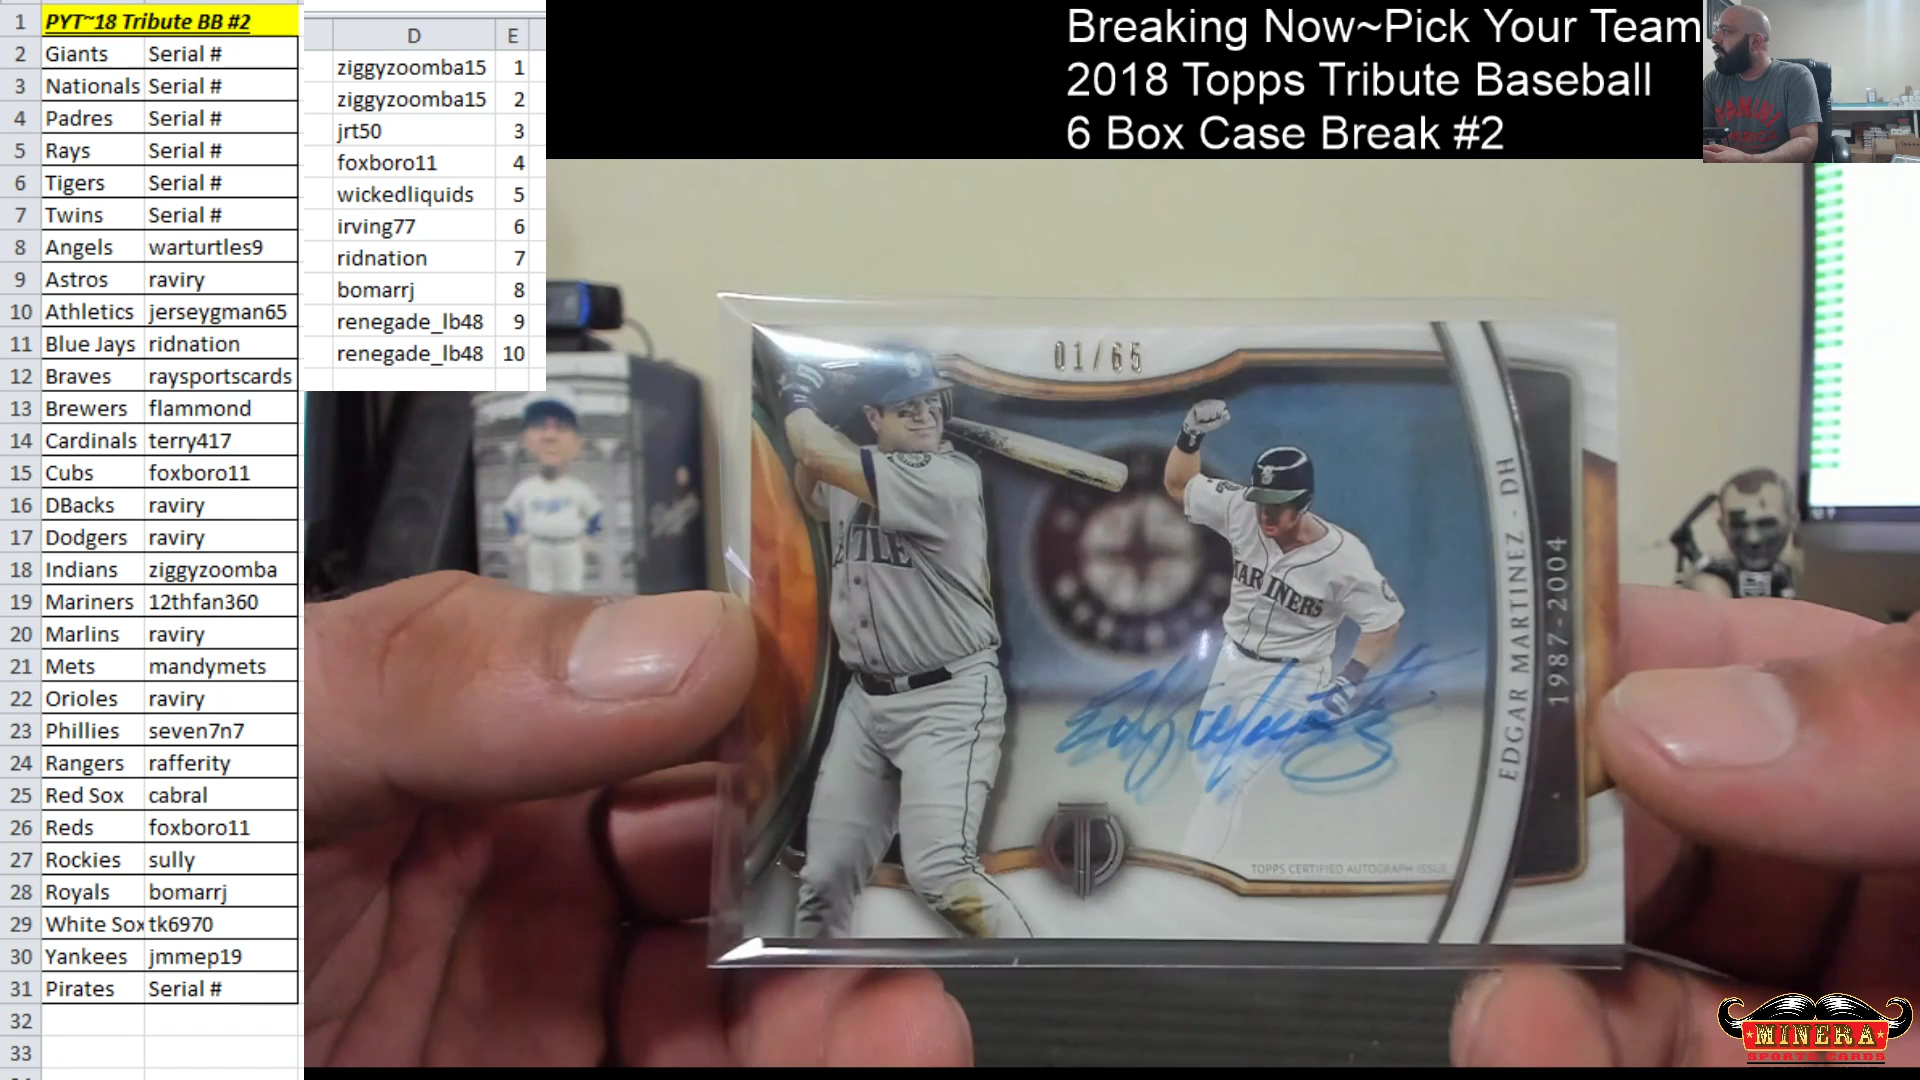 1 PYT~18 Tribute BB #2
2 Giants Serial #
3 Nationals Serial #
4 Padres Serial #
5 Rays Serial #
6 Tigers Serial #
7 Twins Serial #
8 Angels warturtles9
9 Astros raviry
10 Athletics jerseygman65
11 Blue Jays ridnation
12 Braves raysportscards
13 Brewers flammond
14 Cardinals terry417
15 Cubs foxboro11
16 DBacks raviry
17 Dodgers raviry
18 Indians ziggyzoomba
19 Mariners 12thfan360
20 Marlins raviry
21 Mets mandymets
22 Orioles raviry
23 Phillies seven7n7
24 Rangers rafferity
25 Red Sox cabral
26 Reds foxboro11
27 Rockies sully
28 Royals bomarrj
29 White Sox tk6970
30 Yankees jmmep19
31 Pirates Serial #
32
33
D E
ziggyzoomba15 1
ziggyzoomba15 2
jrt50 3
foxboro11 4
wickedliquids 5
irving77 6
ridnation 7
bomarrj 8
renegade_lb48 9
renegade_lb48 10
Breaking Now~Pick Your Team
2018 Topps Tribute Baseball
6 Box Case Break #2
01/65
MARINERS
EDGAR MARTINEZ - DH
1987-2004
TOPPS CERTIFIED AUTOGRAPH ISSUE
MINERA
SPORTS CARDS